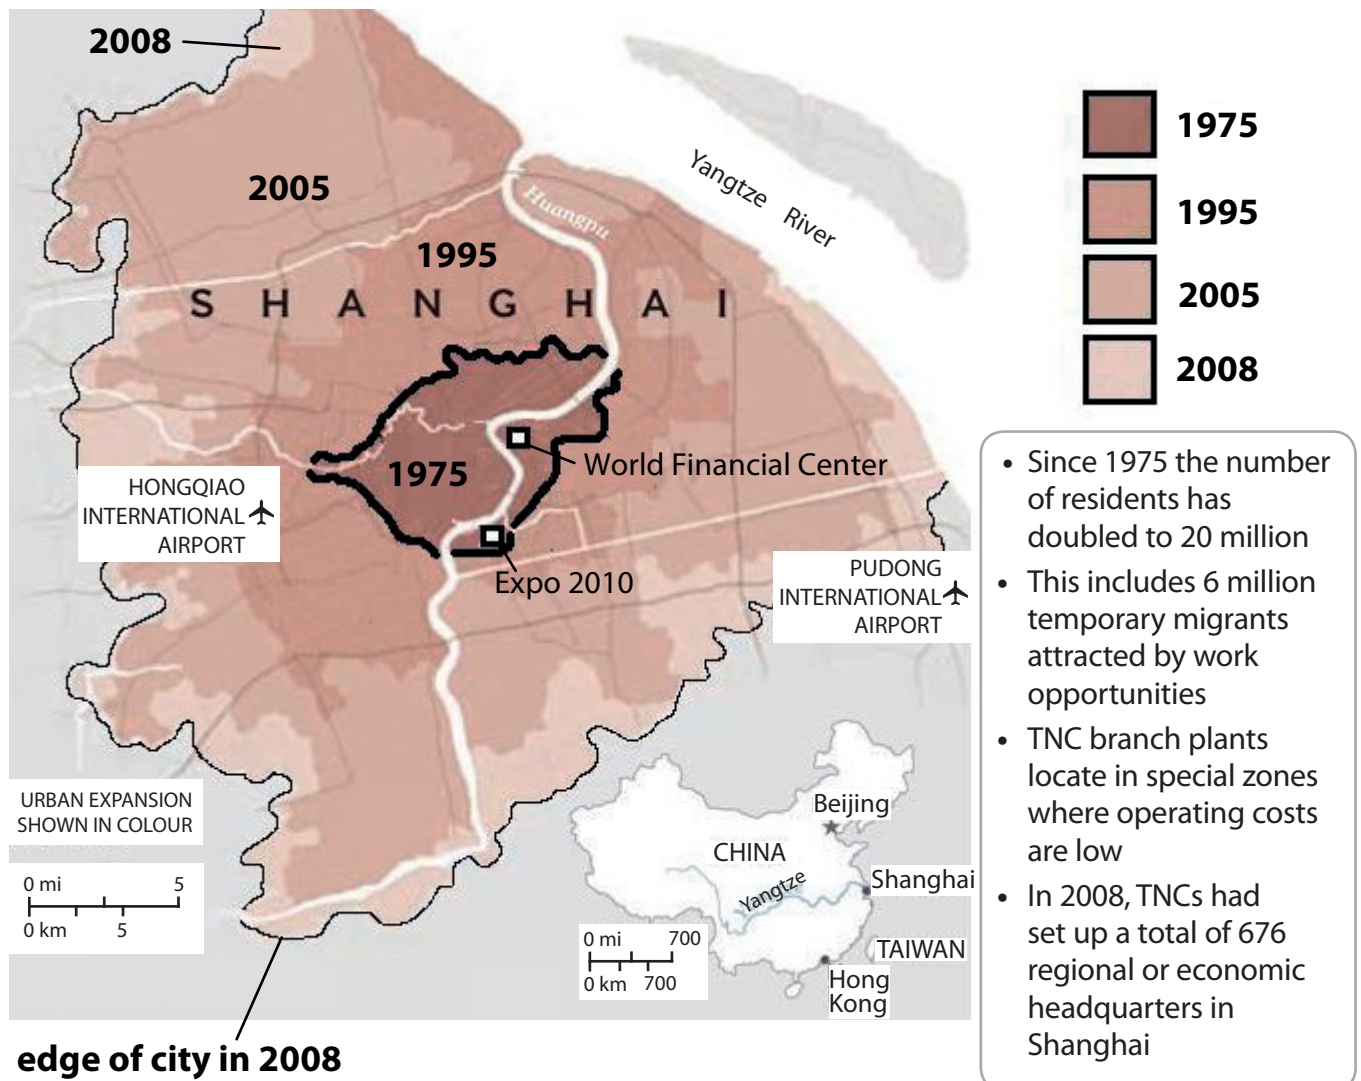 2008
2005
1995
SHANGHAI
1975
Huangpu
Yangtze River
World Financial Center
Expo 2010
HONGQIAO
INTERNATIONAL
AIRPORT
PUDONG
INTERNATIONAL
AIRPORT
URBAN EXPANSION
SHOWN IN COLOUR
0 mi 5
0 km 5
edge of city in 2008
Beijing
CHINA
Yangtze
Shanghai
TAIWAN
Hong
Kong
0 mi 700
0 km 700
1975
1995
2005
2008
• Since 1975 the number
of residents has
doubled to 20 million
• This includes 6 million
temporary migrants
attracted by work
opportunities
• TNC branch plants
locate in special zones
where operating costs
are low
• In 2008, TNCs had
set up a total of 676
regional or economic
headquarters in
Shanghai